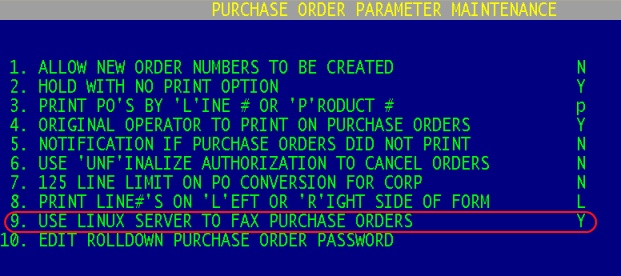 PURCHASE ORDER PARAMETER MAINTENANCE
1. ALLOW NEW ORDER NUMBERS TO BE CREATED N
2. HOLD WITH NO PRINT OPTION Y
3. PRINT PO'S BY 'L'INE # OR 'P'RODUCT # p
4. ORIGINAL OPERATOR TO PRINT ON PURCHASE ORDERS Y
5. NOTIFICATION IF PURCHASE ORDERS DID NOT PRINT N
6. USE 'UNF'INALIZE AUTHORIZATION TO CANCEL ORDERS N
7. 125 LINE LIMIT ON PO CONVERSION FOR CORP N
8. PRINT LINE#'S ON 'L'EFT OR 'R'IGHT SIDE OF FORM L
9. USE LINUX SERVER TO FAX PURCHASE ORDERS Y
10. EDIT ROLLDOWN PURCHASE ORDER PASSWORD